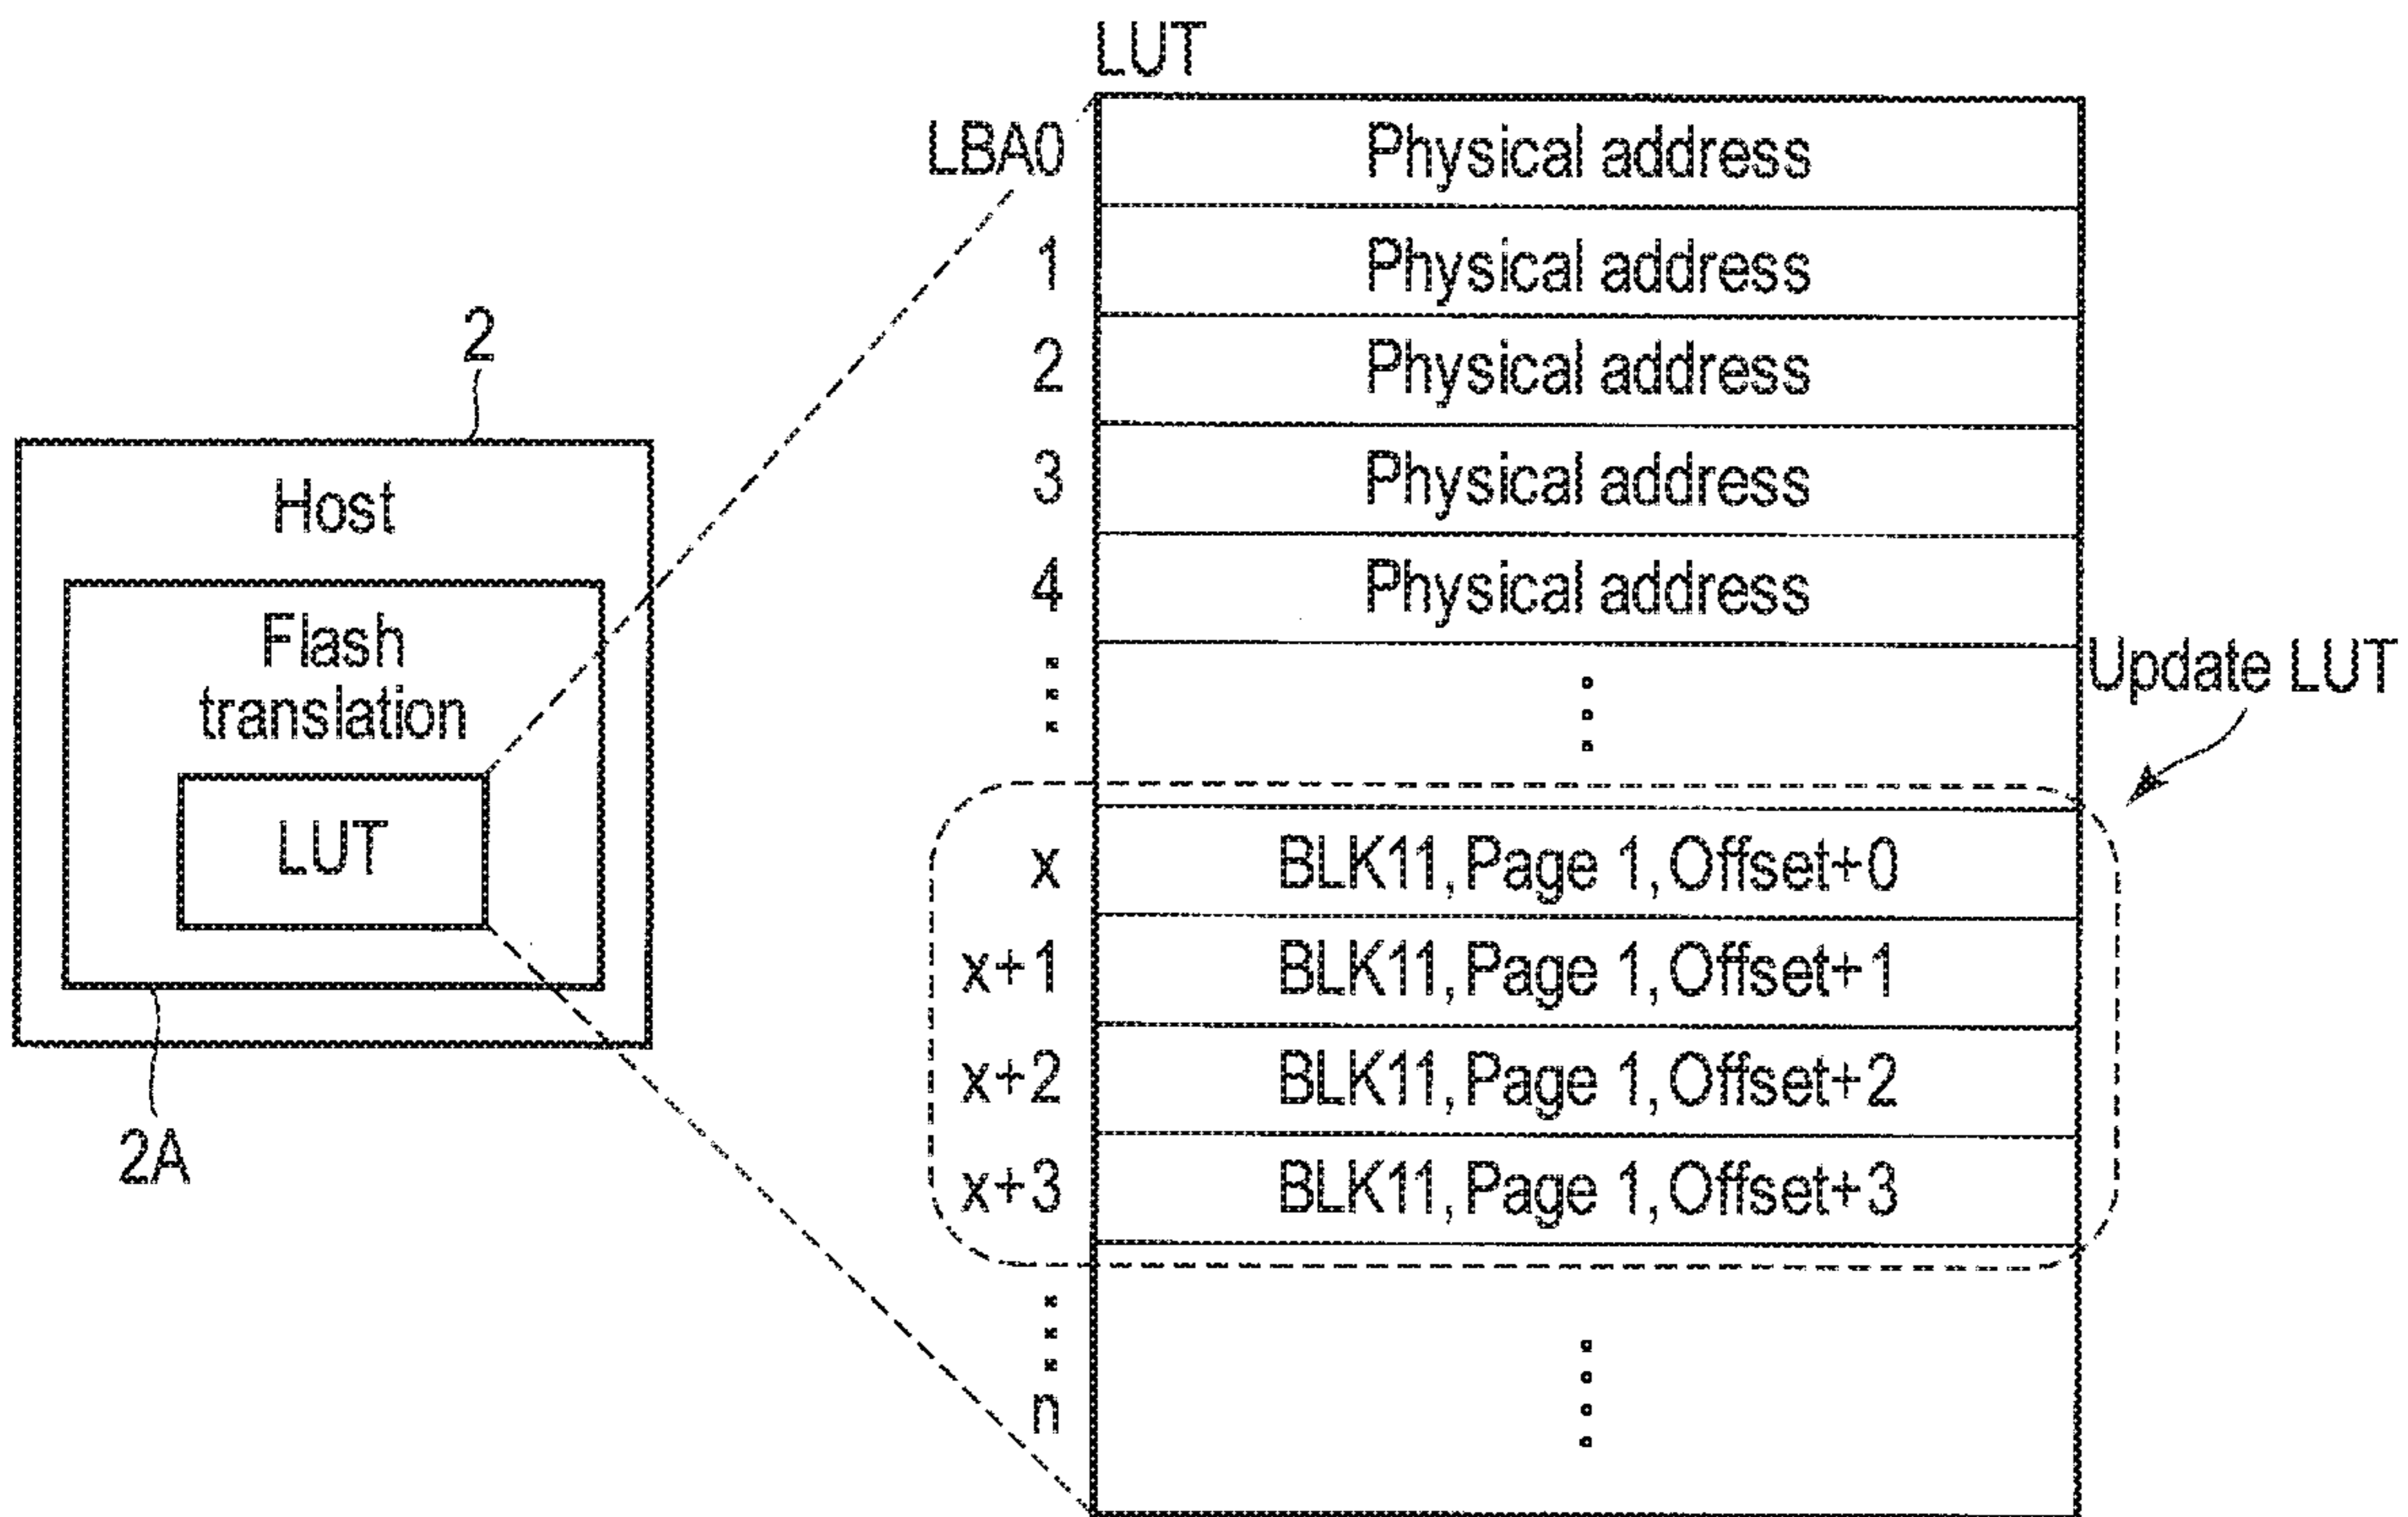 2
Host
Flash
translation
LUT
2A
LUT
LBA0 Physical address
1 Physical address
2 Physical address
3 Physical address
4 Physical address
Update LUT
x BLK11, Page 1, Offset+0
x+1 BLK11, Page 1, Offset+1
x+2 BLK11, Page 1, Offset+2
x+3 BLK11, Page 1, Offset+3
n